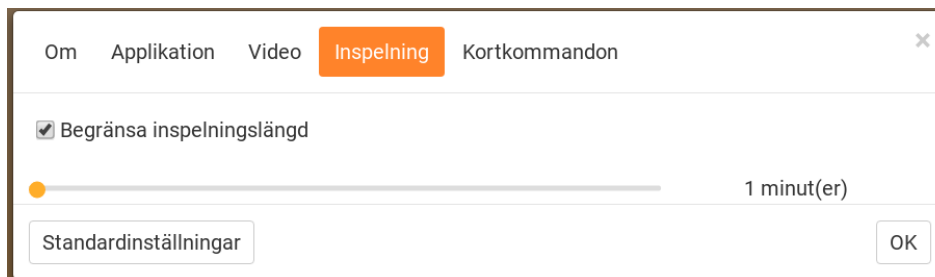 Om Applikation Video Inspelning Kortkommandon ×
Begränsa inspelningslängd
1 minut(er)
Standardinställningar OK